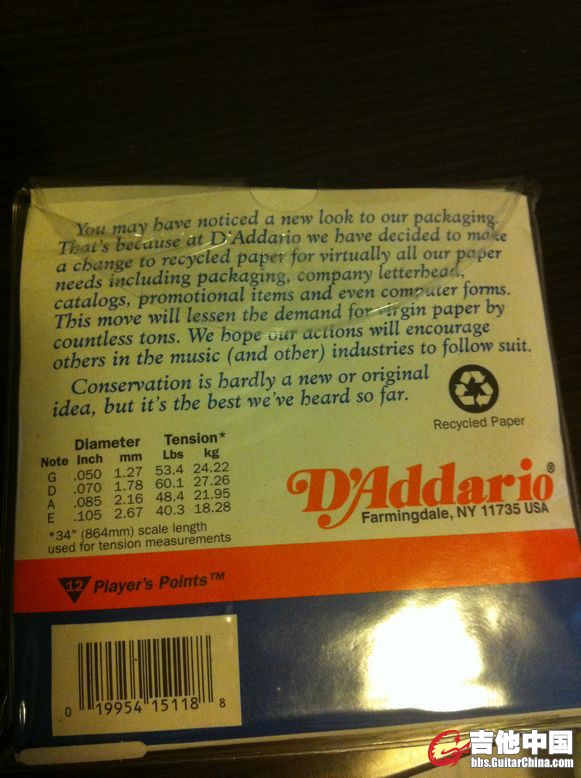 You may have noticed a new look to our packaging.
That's because at D'Addario we have decided to make
a change to recycled paper for virtually all our paper
needs including packaging, company letterhead,
catalogs, promotional items and even computer forms.
This move will lessen the demand for virgin paper by
countless tons. We hope our actions will encourage
others in the music (and other) industries to follow suit.
Conservation is hardly a new or original
idea, but it's the best we've heard so far.
Recycled Paper
Diameter Tension*
Note Inch mm Lbs kg
G .050 1.27 53.4 24.22
D .070 1.78 60.1 27.26
A .085 2.16 48.4 21.95
E .105 2.67 40.3 18.28
*34" (864mm) scale length
used for tension measurements
D'Addario®
Farmingdale, NY 11735 USA
12 Player's Points™
0 19954 15118 8
吉他中国
bbs.GuitarChina.com